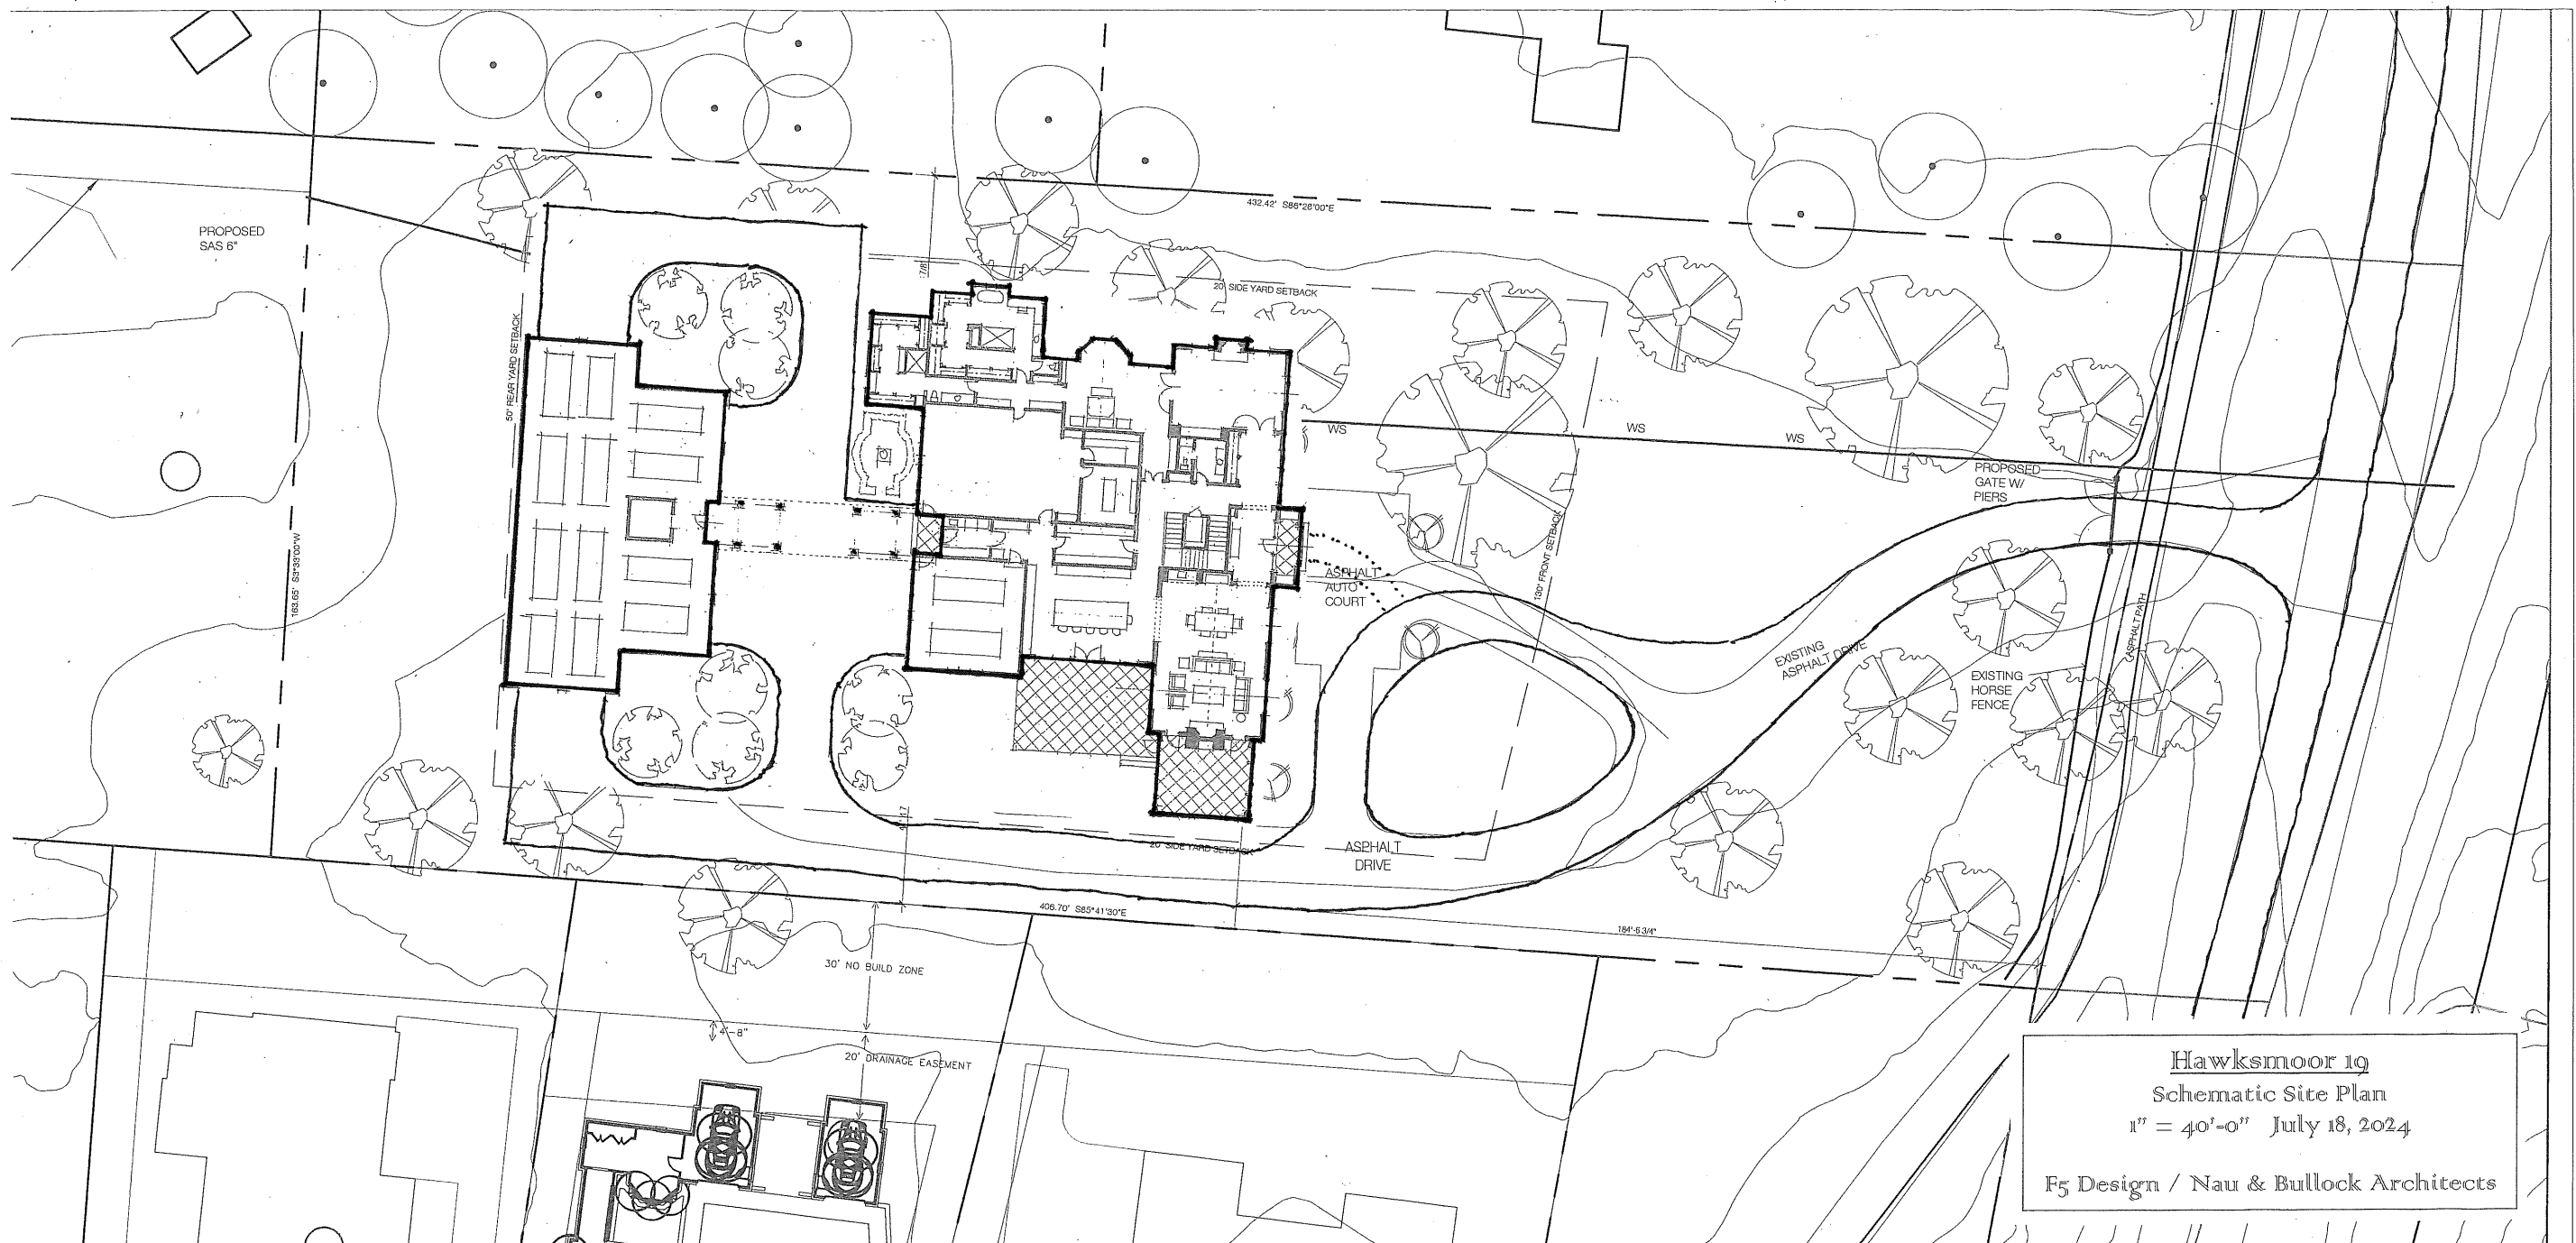 432.42' S86°26'00"E
PROPOSED
SAS 6"
20' SIDE YARD SETBACK
50' REAR YARD SETBACK
WS
WS
WS
PROPOSED
GATE W/
PIERS
163.65' S3°33'00"W
130' FRONT SETBACK
ASPHALT
AUTO
COURT
ASPHALT PATH
EXISTING
ASPHALT DRIVE
EXISTING
HORSE
FENCE
20' SIDE YARD SETBACK
ASPHALT
DRIVE
406.70' S85°41'30"E
184'-6 3/4"
30' NO BUILD ZONE
4'-8"
20' DRAINAGE EASEMENT
Hawksmoor 19
Schematic Site Plan
1" = 40'-0" July 18, 2024
F5 Design / Nau & Bullock Architects